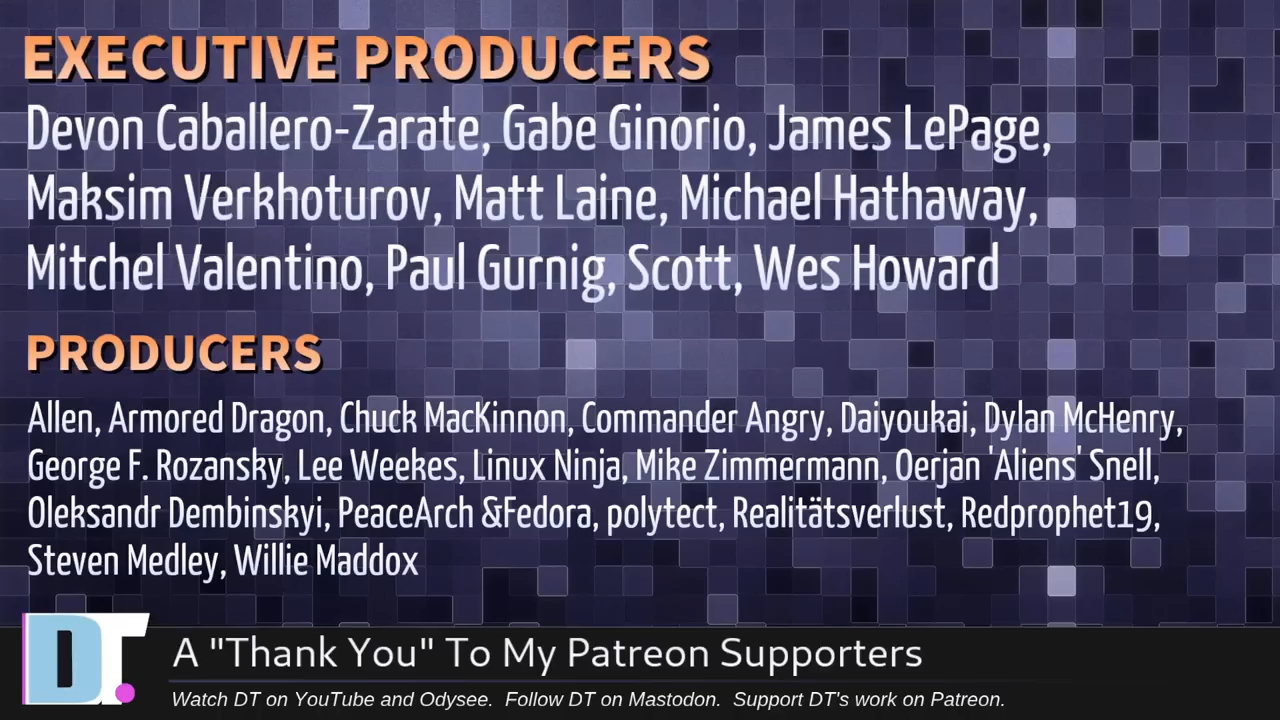 EXECUTIVE PRODUCERS
Devon Caballero-Zarate, Gabe Ginorio, James LePage,
Maksim Verkhoturov, Matt Laine, Michael Hathaway,
Mitchel Valentino, Paul Gurnig, Scott, Wes Howard
PRODUCERS
Allen, Armored Dragon, Chuck MacKinnon, Commander Angry, Daiyoukai, Dylan McHenry,
George F. Rozansky, Lee Weekes, Linux Ninja, Mike Zimmermann, Oerjan 'Aliens' Snell,
Oleksandr Dembinskyi, PeaceArch &Fedora, polytect, Realitätsverlust, Redprophet19,
Steven Medley, Willie Maddox
DT.
A "Thank You" To My Patreon Supporters
Watch DT on YouTube and Odysee. Follow DT on Mastodon. Support DT's work on Patreon.